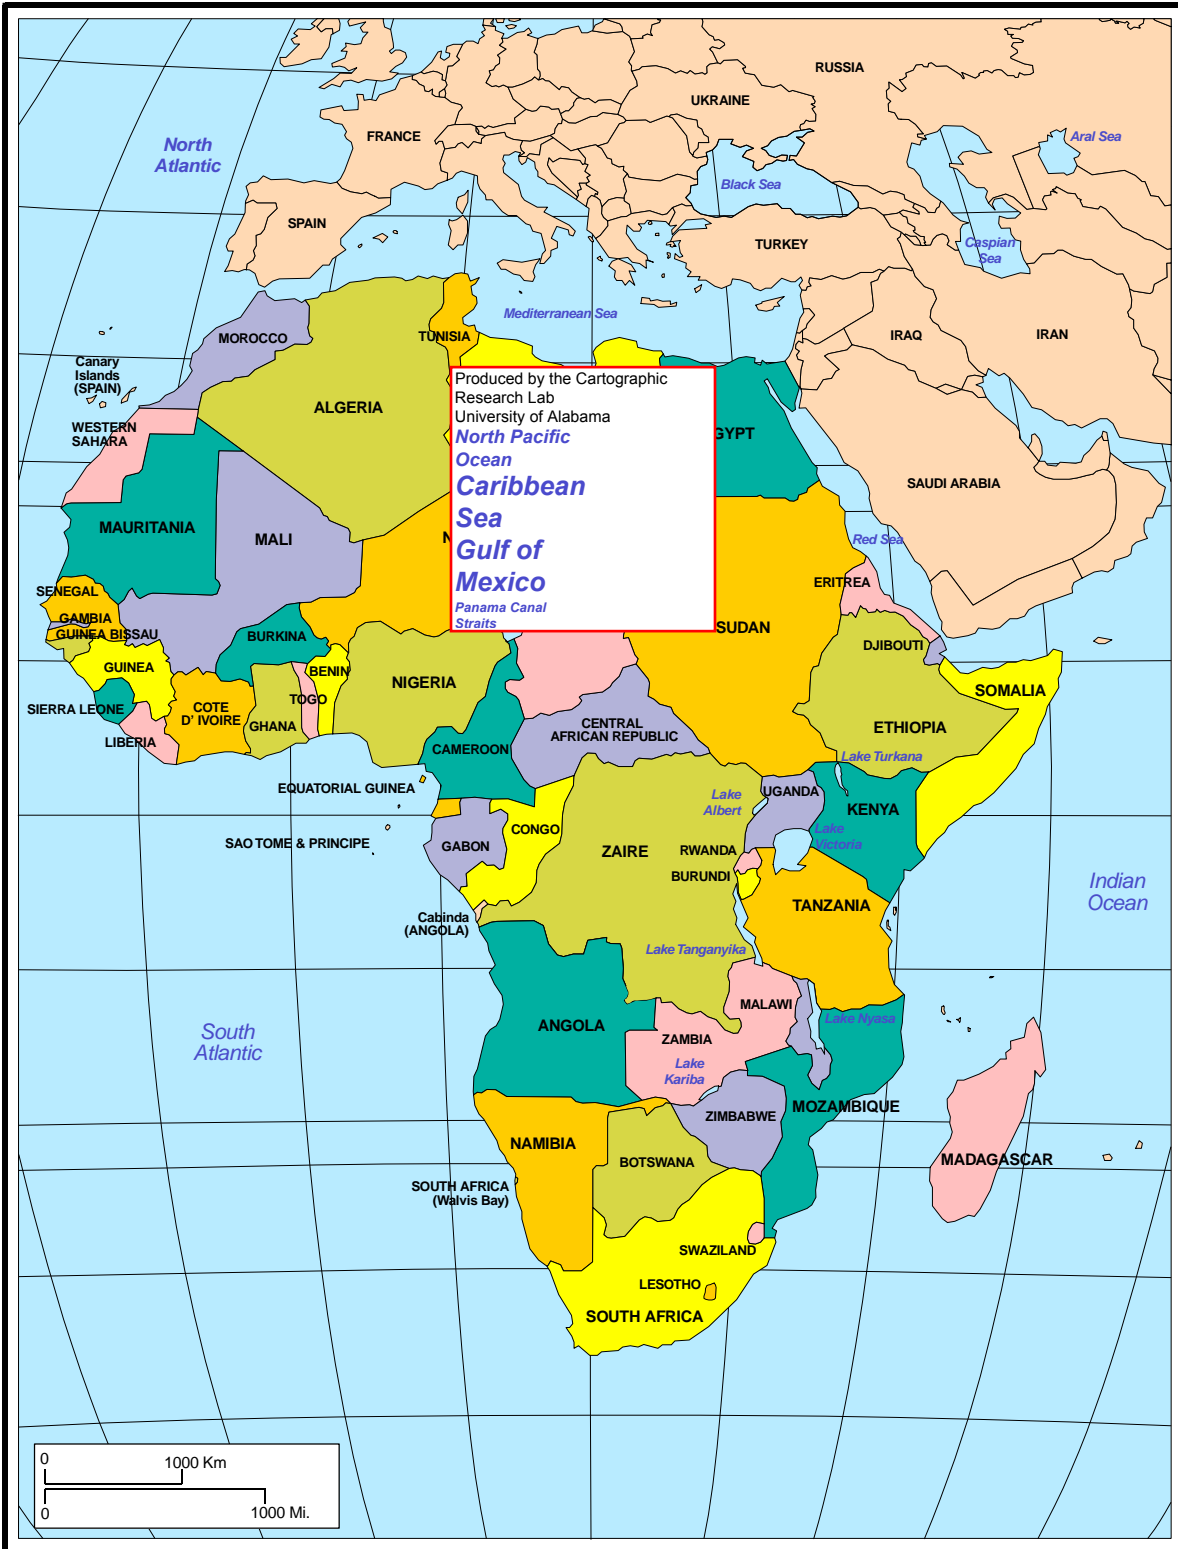 RUSSIA
UKRAINE
FRANCE
Aral Sea
North
Atlantic
Black Sea
SPAIN
TURKEY
Caspian
Sea
Mediterranean Sea
MOROCCO
TUNISIA
IRAQ
IRAN
Canary
Islands
(SPAIN)
Produced by the Cartographic
Research Lab
University of Alabama
North Pacific
Ocean
Caribbean
Sea
Gulf of
Mexico
Panama Canal
Straits
ALGERIA
WESTERN
SAHARA
GYPT
SAUDI ARABIA
MAURITANIA
MALI
N
Red Sea
ERITREA
SENEGAL
GAMBIA
GUINEA BISSAU
BURKINA
SUDAN
DJIBOUTI
GUINEA
BENIN
NIGERIA
SOMALIA
TOGO
SIERRA LEONE
COTE
D' IVOIRE
GHANA
CENTRAL
AFRICAN REPUBLIC
ETHIOPIA
LIBERIA
CAMEROON
Lake Turkana
EQUATORIAL GUINEA
UGANDA
Lake
Albert
KENYA
CONGO
Lake
Victoria
SAO TOME & PRINCIPE
GABON
ZAIRE
RWANDA
BURUNDI
Indian
Ocean
TANZANIA
Cabinda
(ANGOLA)
Lake Tanganyika
MALAWI
Lake Nyasa
South
Atlantic
ANGOLA
ZAMBIA
Lake
Kariba
MOZAMBIQUE
ZIMBABWE
NAMIBIA
BOTSWANA
MADAGASCAR
SOUTH AFRICA
(Walvis Bay)
SWAZILAND
LESOTHO
SOUTH AFRICA
0
1000 Km
0
1000 Mi.